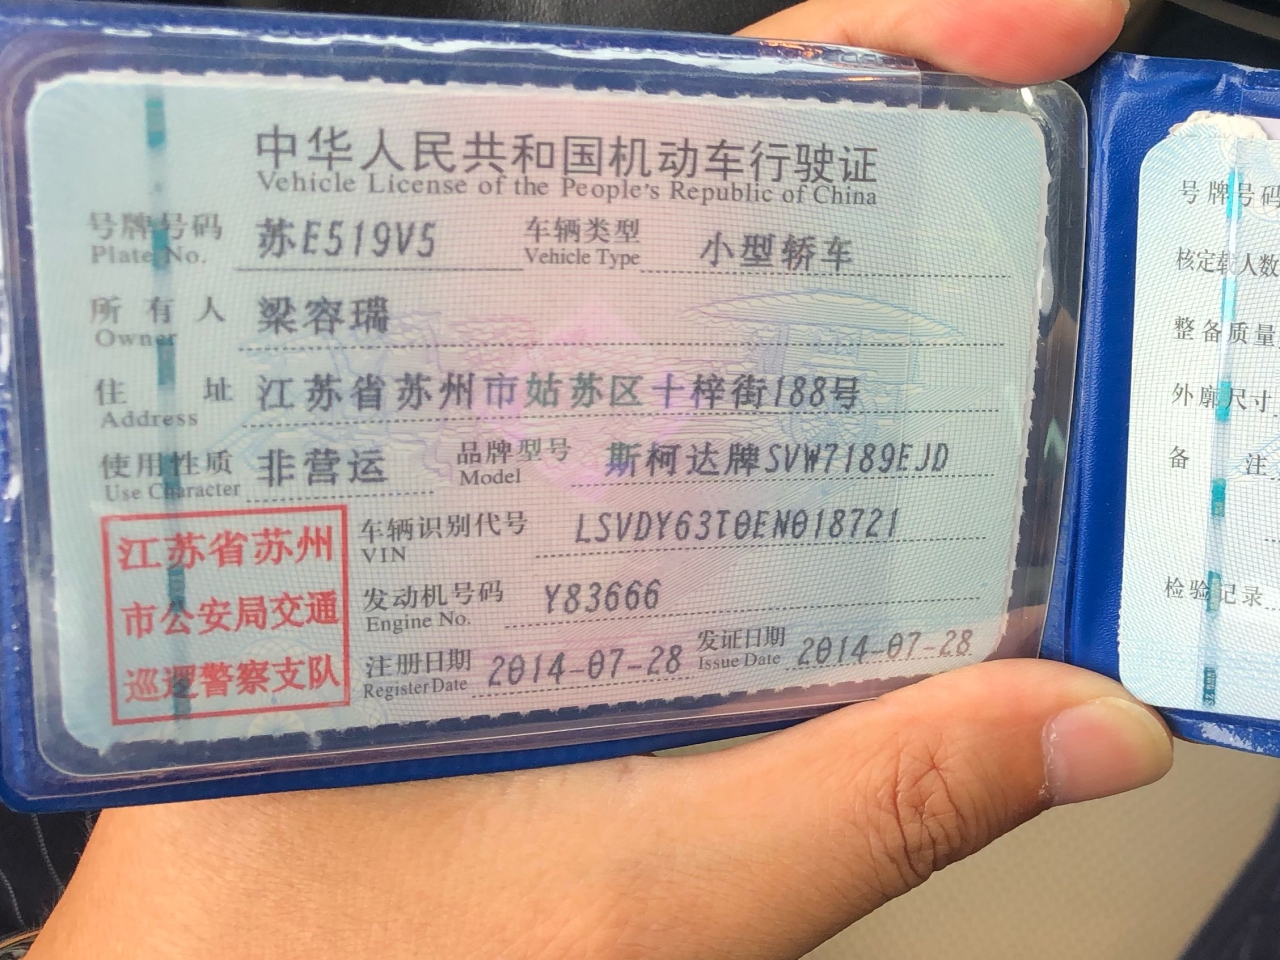 中华人民共和国机动车行驶证
Vehicle License of the People's Republic of China
号牌号码 苏E519V5 车辆类型 小型轿车
Plate No. Vehicle Type
所有人 梁容瑞
Owner
住址 江苏省苏州市姑苏区十梓街188号
Address
使用性质 非营运 品牌型号 斯柯达牌SVW7189EJD
Use Character Model
江苏省苏州
市公安局交通
巡逻警察支队
车辆识别代号 LSVDY63T0EN018721
VIN
发动机号码 Y83666
Engine No.
注册日期 2014-07-28 发证日期 2014-07-28
Register Date Issue Date
号牌号码
核定载人数
整备质量
外廓尺寸
备注
检验记录